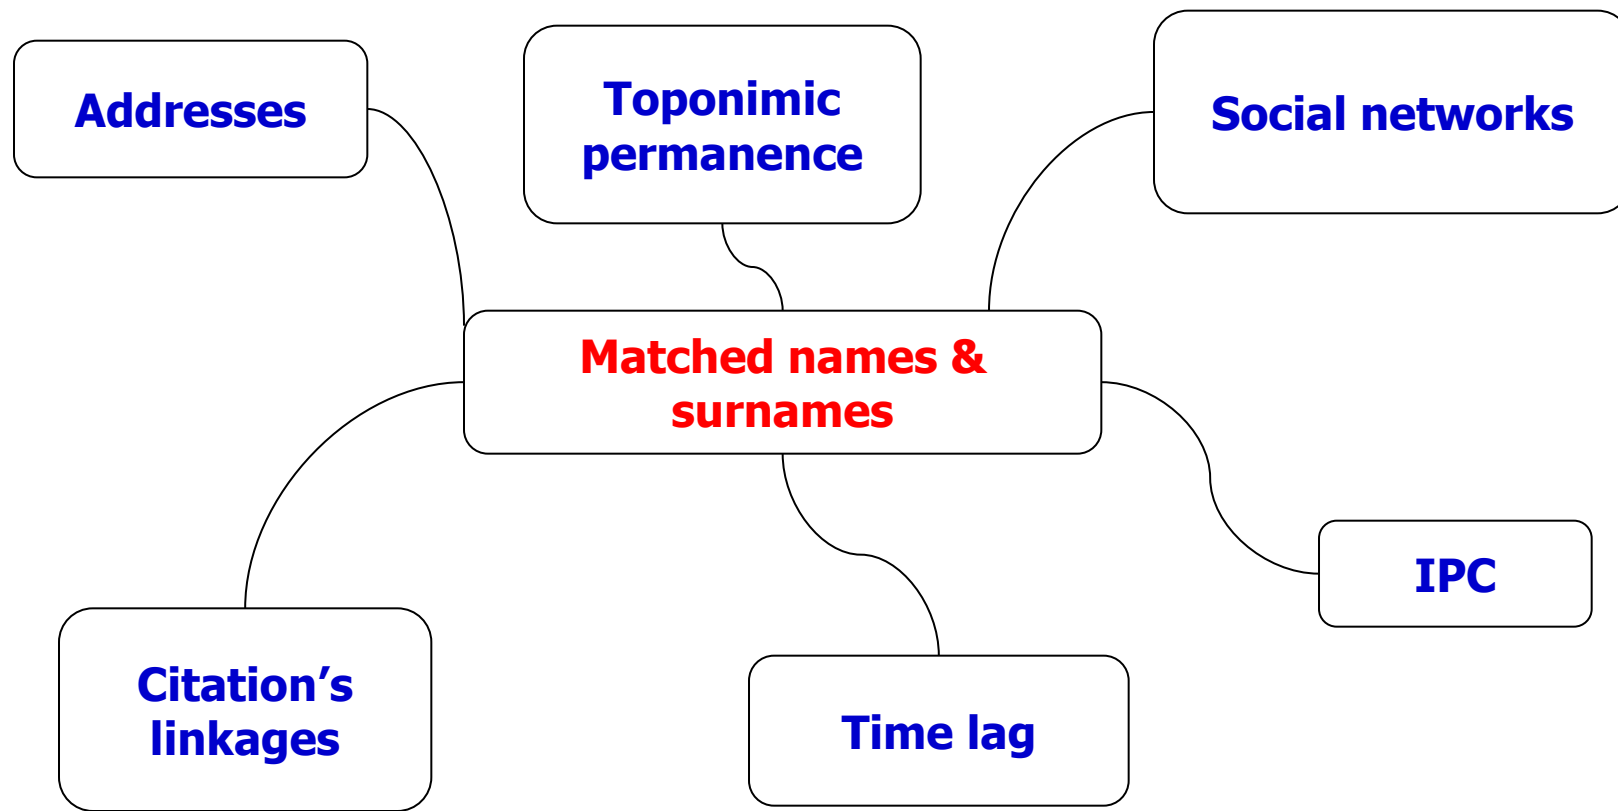 Addresses
Toponimic
permanence
Social networks
Matched names &
surnames
IPC
Citation’s
linkages
Time lag